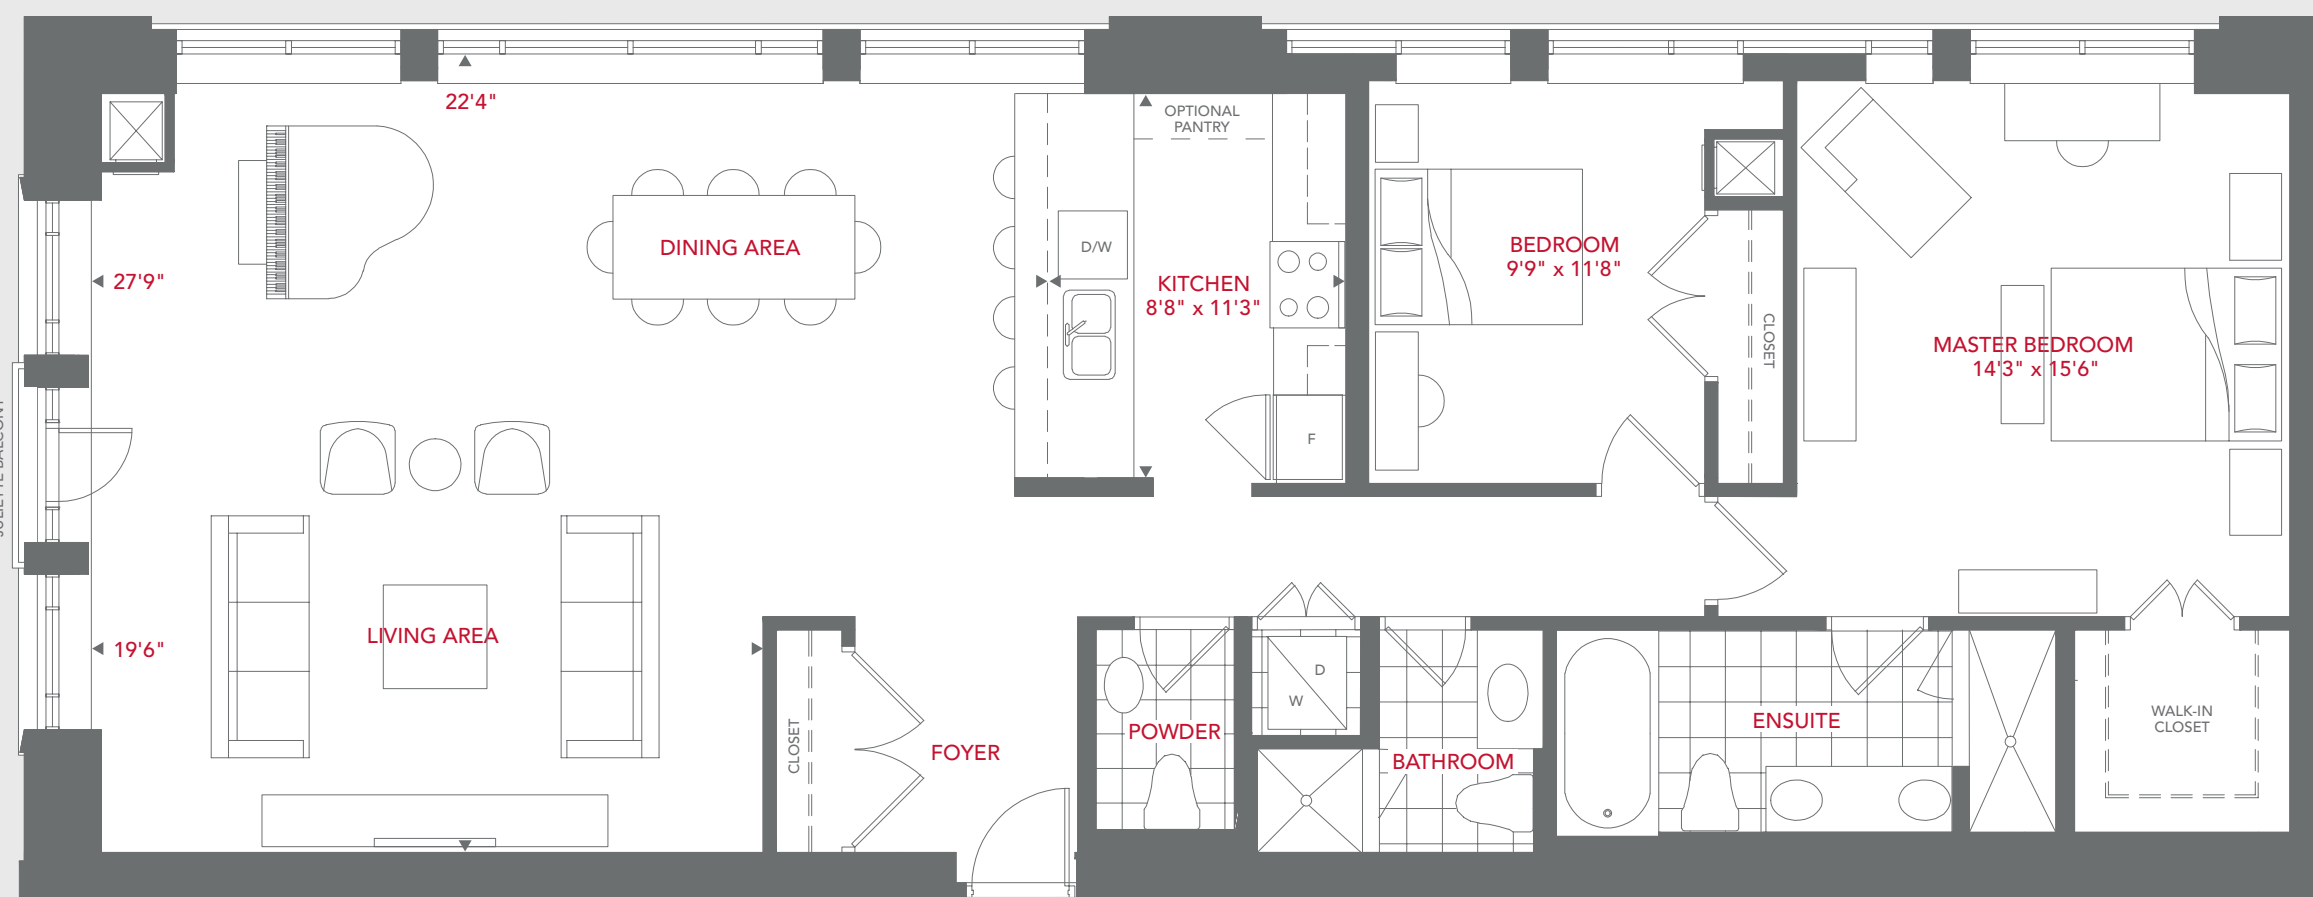 22'4"
OPTIONAL
PANTRY
DINING AREA
D/W
27'9"
KITCHEN
8'8" x 11'3"
BEDROOM
9'9" x 11'8"
CLOSET
MASTER BEDROOM
14'3" x 15'6"
F
LIVING AREA
19'6"
CLOSET
FOYER
POWDER
D
W
BATHROOM
ENSUITE
WALK-IN
CLOSET